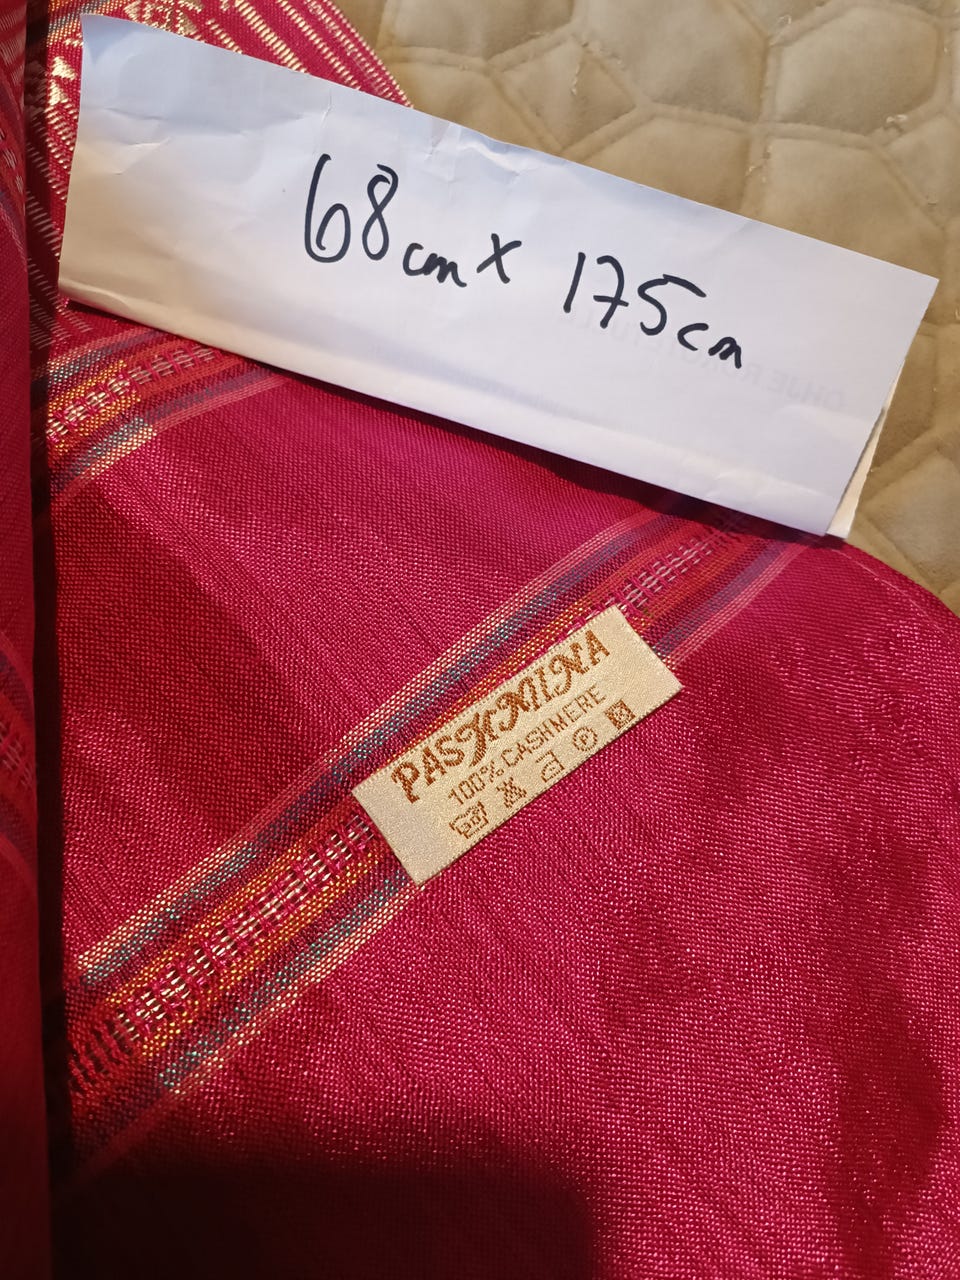 68cm x 175cm
PASHMINA
100% CASHMERE